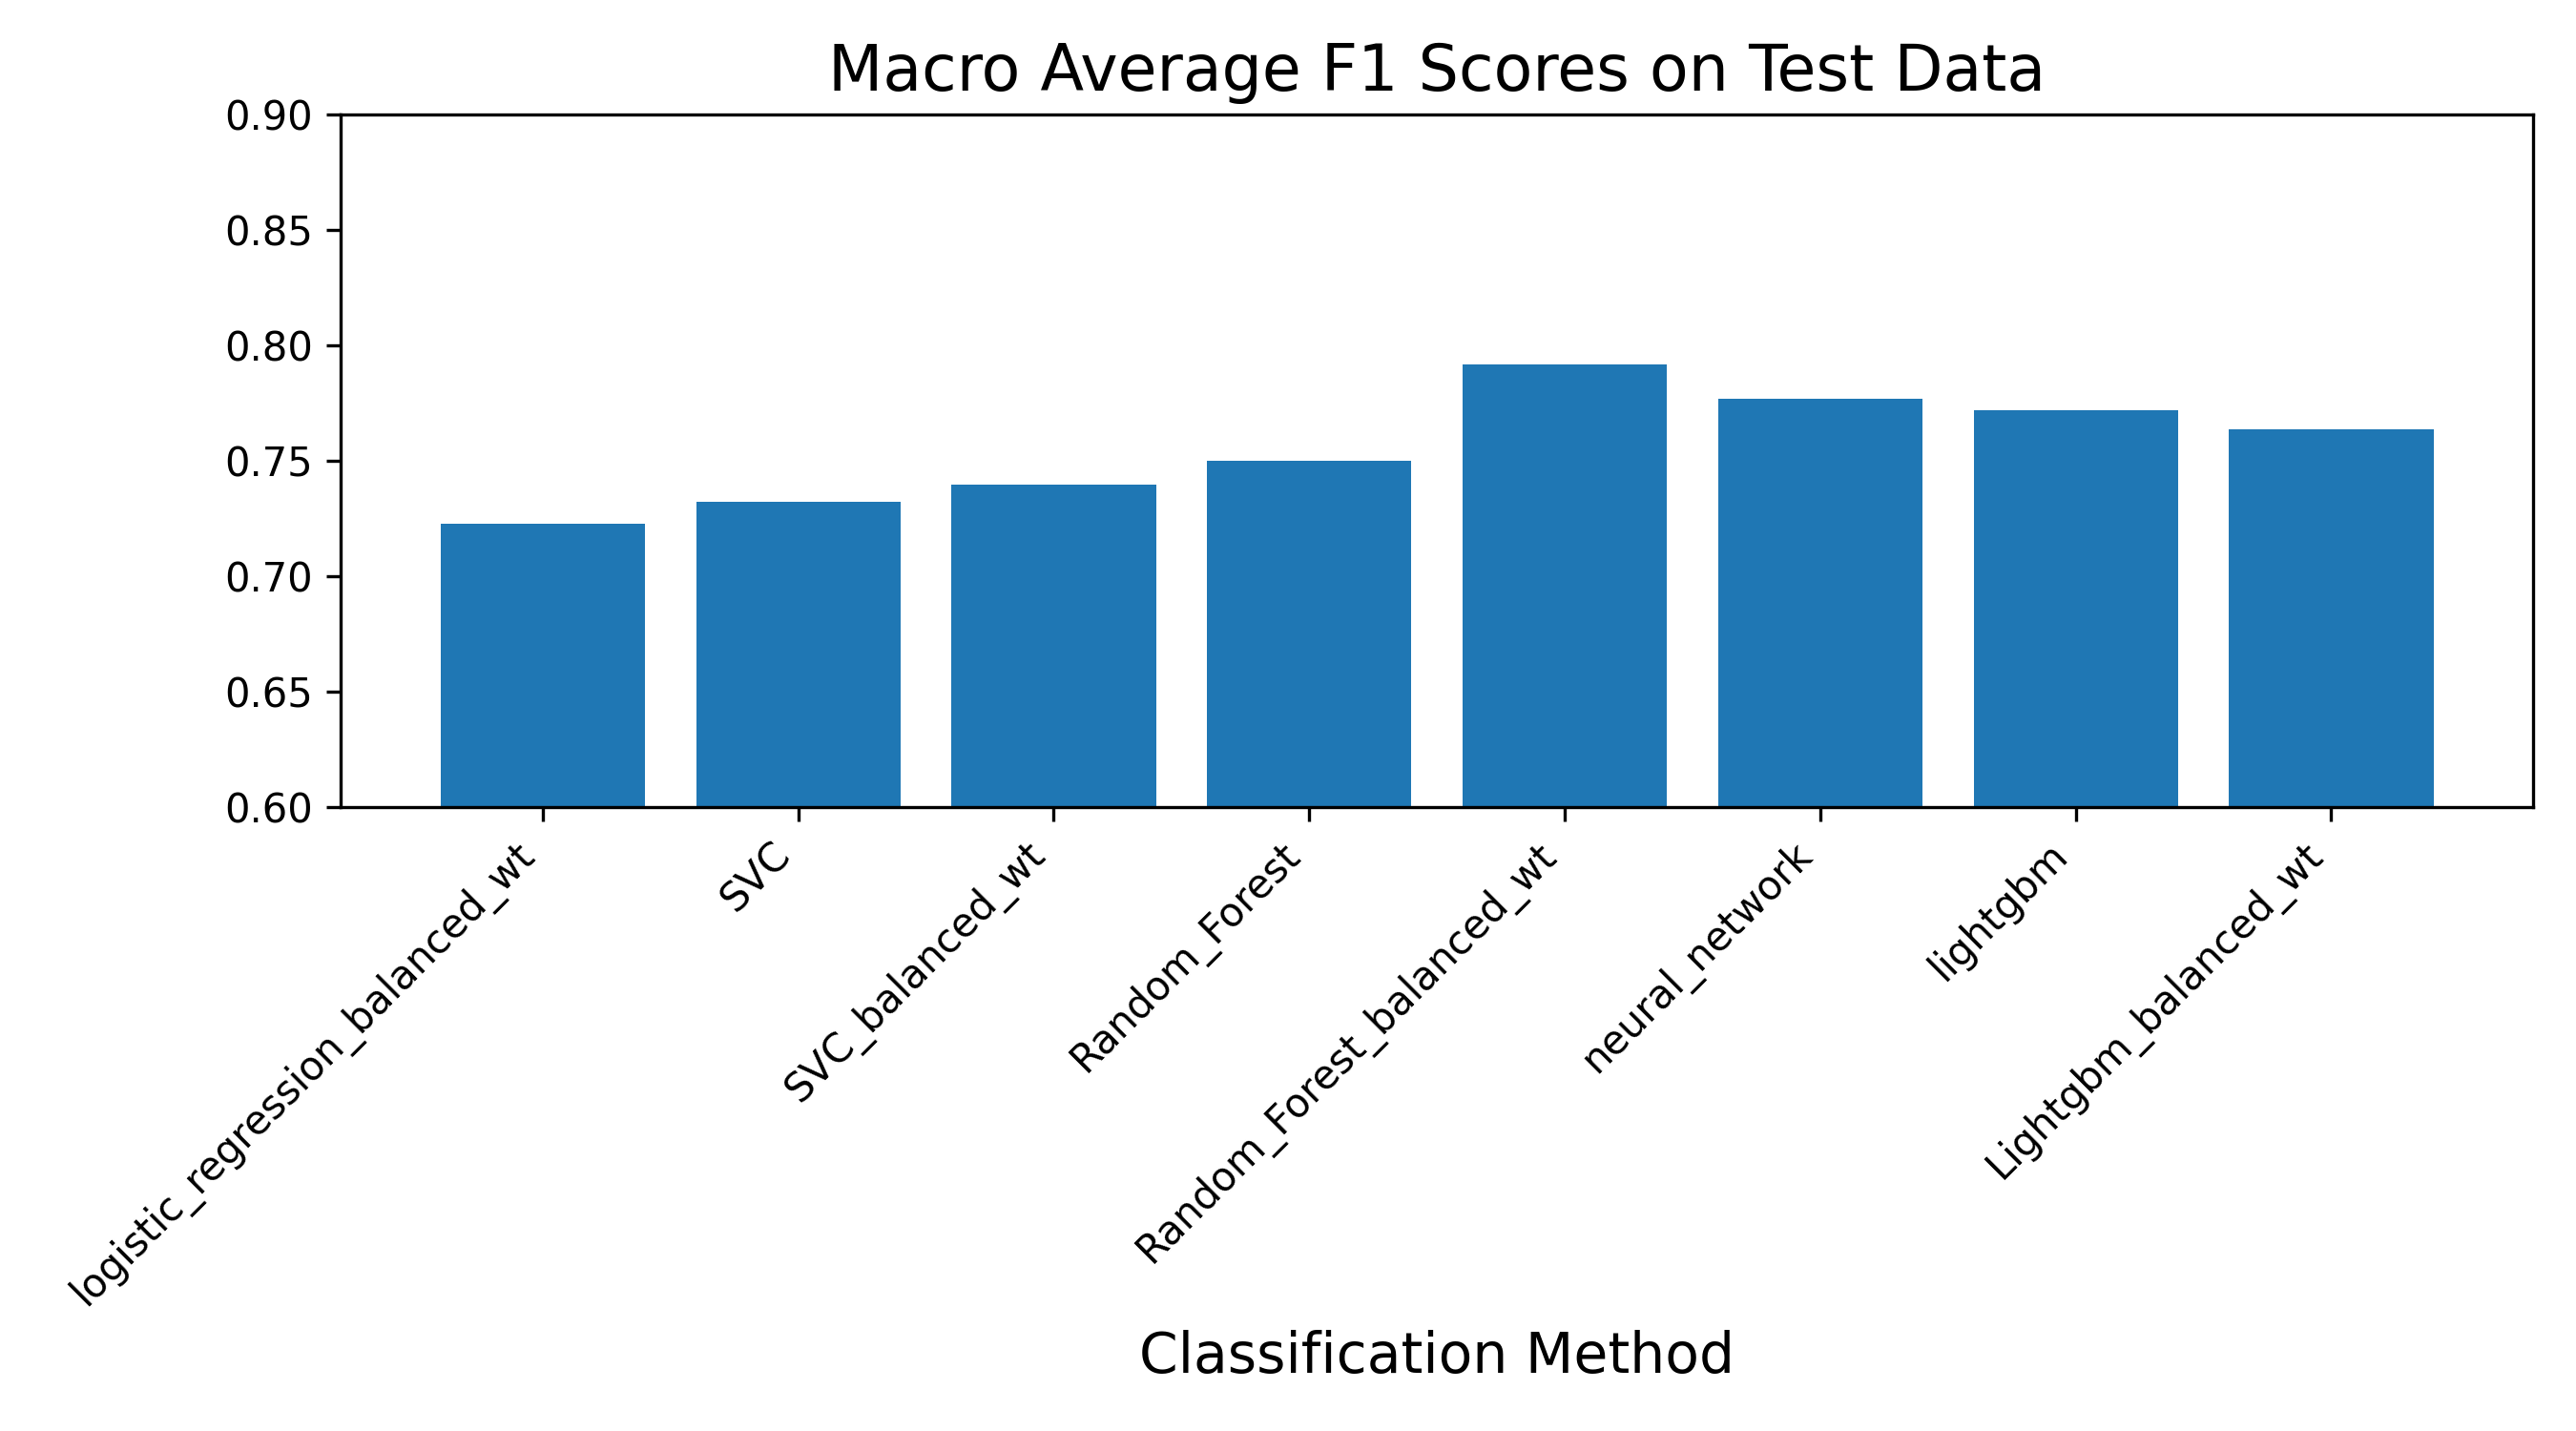 Macro Average F1 Scores on Test Data
0.90
0.85
0.80
0.75
0.70
0.65
0.60
logistic_regression_balanced_wt
SVC
SVC_balanced_wt
Random_Forest
Random_Forest_balanced_wt
neural_network
lightgbm
Lightgbm_balanced_wt
Classification Method